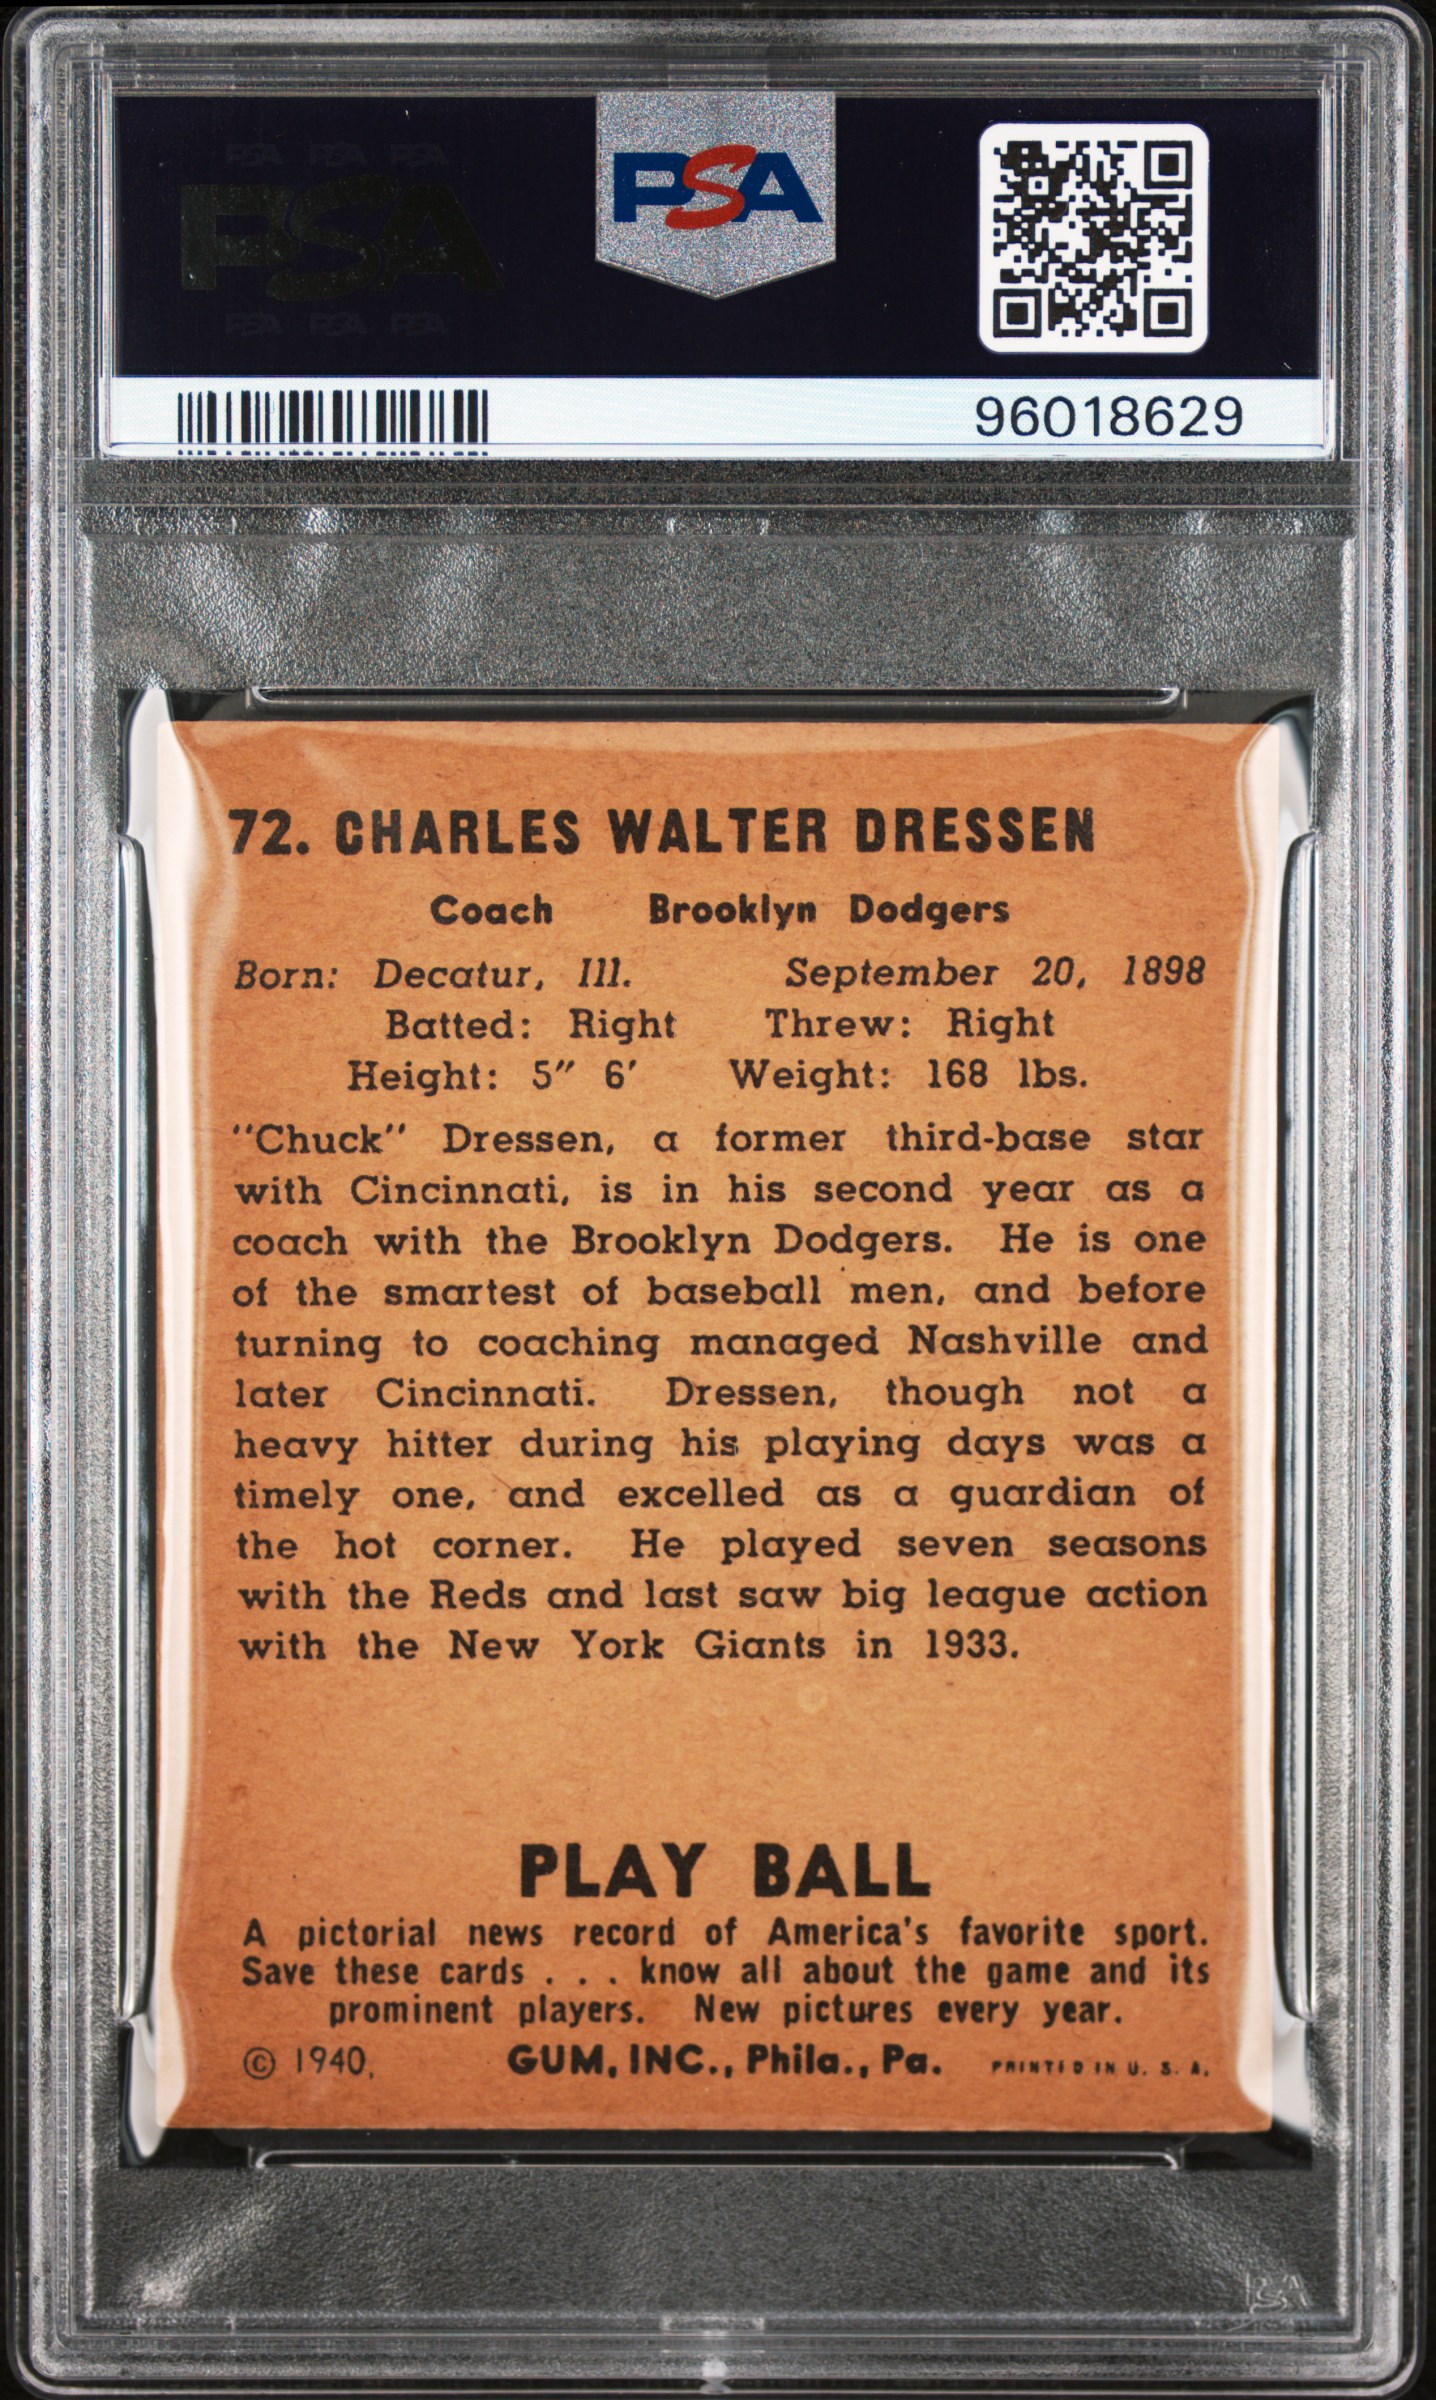 PSA PSA PSA
PSA
PSA PSA PSA
PSA
96018629
72. CHARLES WALTER DRESSEN
Coach Brooklyn Dodgers
Born: Decatur, Ill. September 20, 1898
Batted: Right Threw: Right
Height: 5″ 6′ Weight: 168 lbs.
"Chuck" Dressen, a former third-base star
with Cincinnati, is in his second year as a
coach with the Brooklyn Dodgers. He is one
of the smartest of baseball men, and before
turning to coaching managed Nashville and
later Cincinnati. Dressen, though not a
heavy hitter during his playing days was a
timely one, and excelled as a guardian of
the hot corner. He played seven seasons
with the Reds and last saw big league action
with the New York Giants in 1933.
PLAY BALL
A pictorial news record of America's favorite sport.
Save these cards . . . know all about the game and its
prominent players. New pictures every year.
© 1940, GUM, INC., Phila., Pa. PRINTED IN U. S. A.
PSA